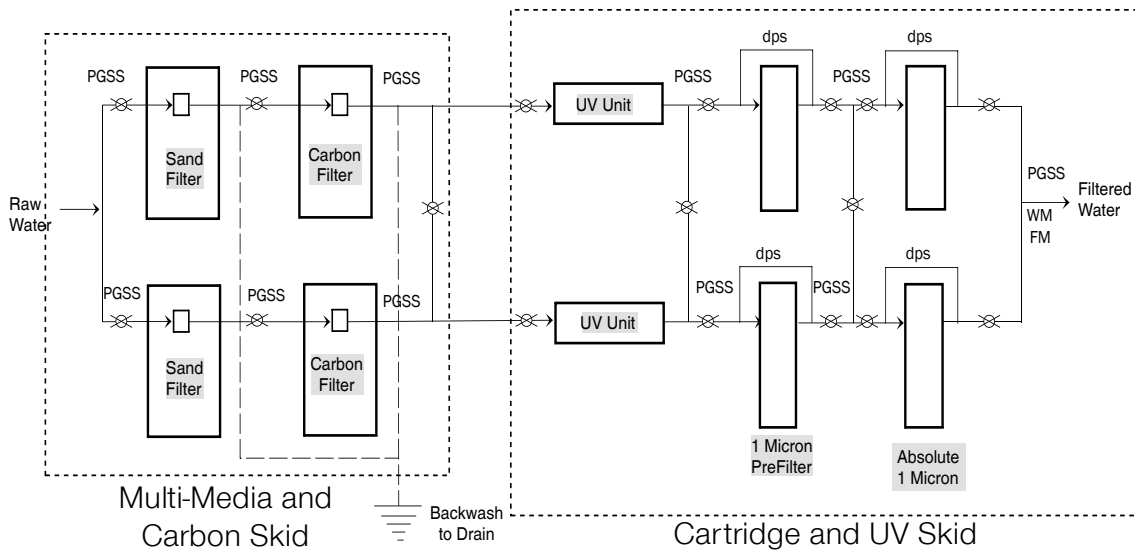 dps
dps
PGSS
PGSS
PGSS
PGSS
PGSS
UV Unit
Sand
Filter
Carbon
Filter
Raw
Water
PGSS
WM
FM
Filtered
Water
dps
dps
PGSS
PGSS
PGSS
PGSS
PGSS
UV Unit
Sand
Filter
Carbon
Filter
1 Micron
PreFilter
Absolute
1 Micron
Multi-Media and
Carbon Skid
Backwash
to Drain
Cartridge and UV Skid